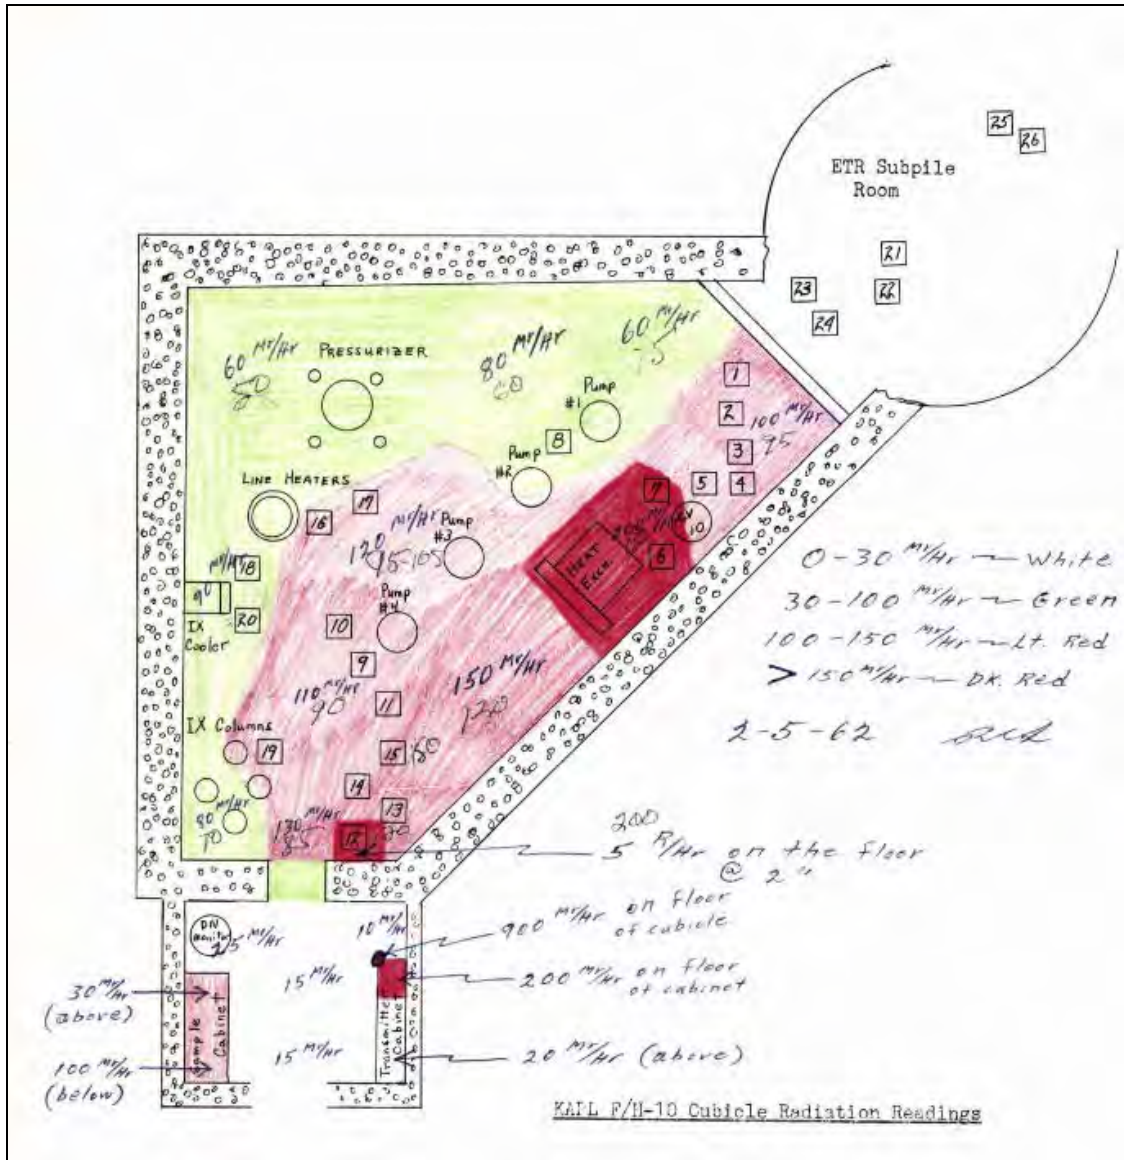 25
26
ETR Subpile
Room
21
22
23
24
60 Mr/Hr
50
PRESSURIZER
80 Mr/Hr
60
60 Mr/Hr
75
Pump
#1
8
1
2
100 Mr/Hr
95
3
4
5
Pump
#2
LINE HEATERS
17
16
7
10
6
HEAT
EXCH.
Mr/Hr
120
95-105
Pump
#3
Mr/Hr
18
90
20
IX
Cooler
Pump
#4
10
9
110 Mr/Hr
90
11
150 Mr/Hr
120
0-30 Mr/Hr — White
30-100 Mr/Hr — Green
100-150 Mr/Hr — Lt. Red
> 150 Mr/Hr — DK. Red
2-5-62
IX Columns
19
15
80
14
13
80 Mr/Hr
70
130 Mr/Hr
85
12
200
5 R/Hr on the floor
@ 2"
DN
Monitor
25 Mr/Hr
10 Mr/Hr
900 Mr/Hr on floor
of cubicle
15 Mr/Hr
200 Mr/Hr on floor
of cabinet
30 Mr/Hr
(above)
Sample
Cabinet
Transmitter
Cabinet
15 Mr/Hr
20 Mr/Hr (above)
100 Mr/Hr
(below)
KAPL F/H-10 Cubicle Radiation Readings